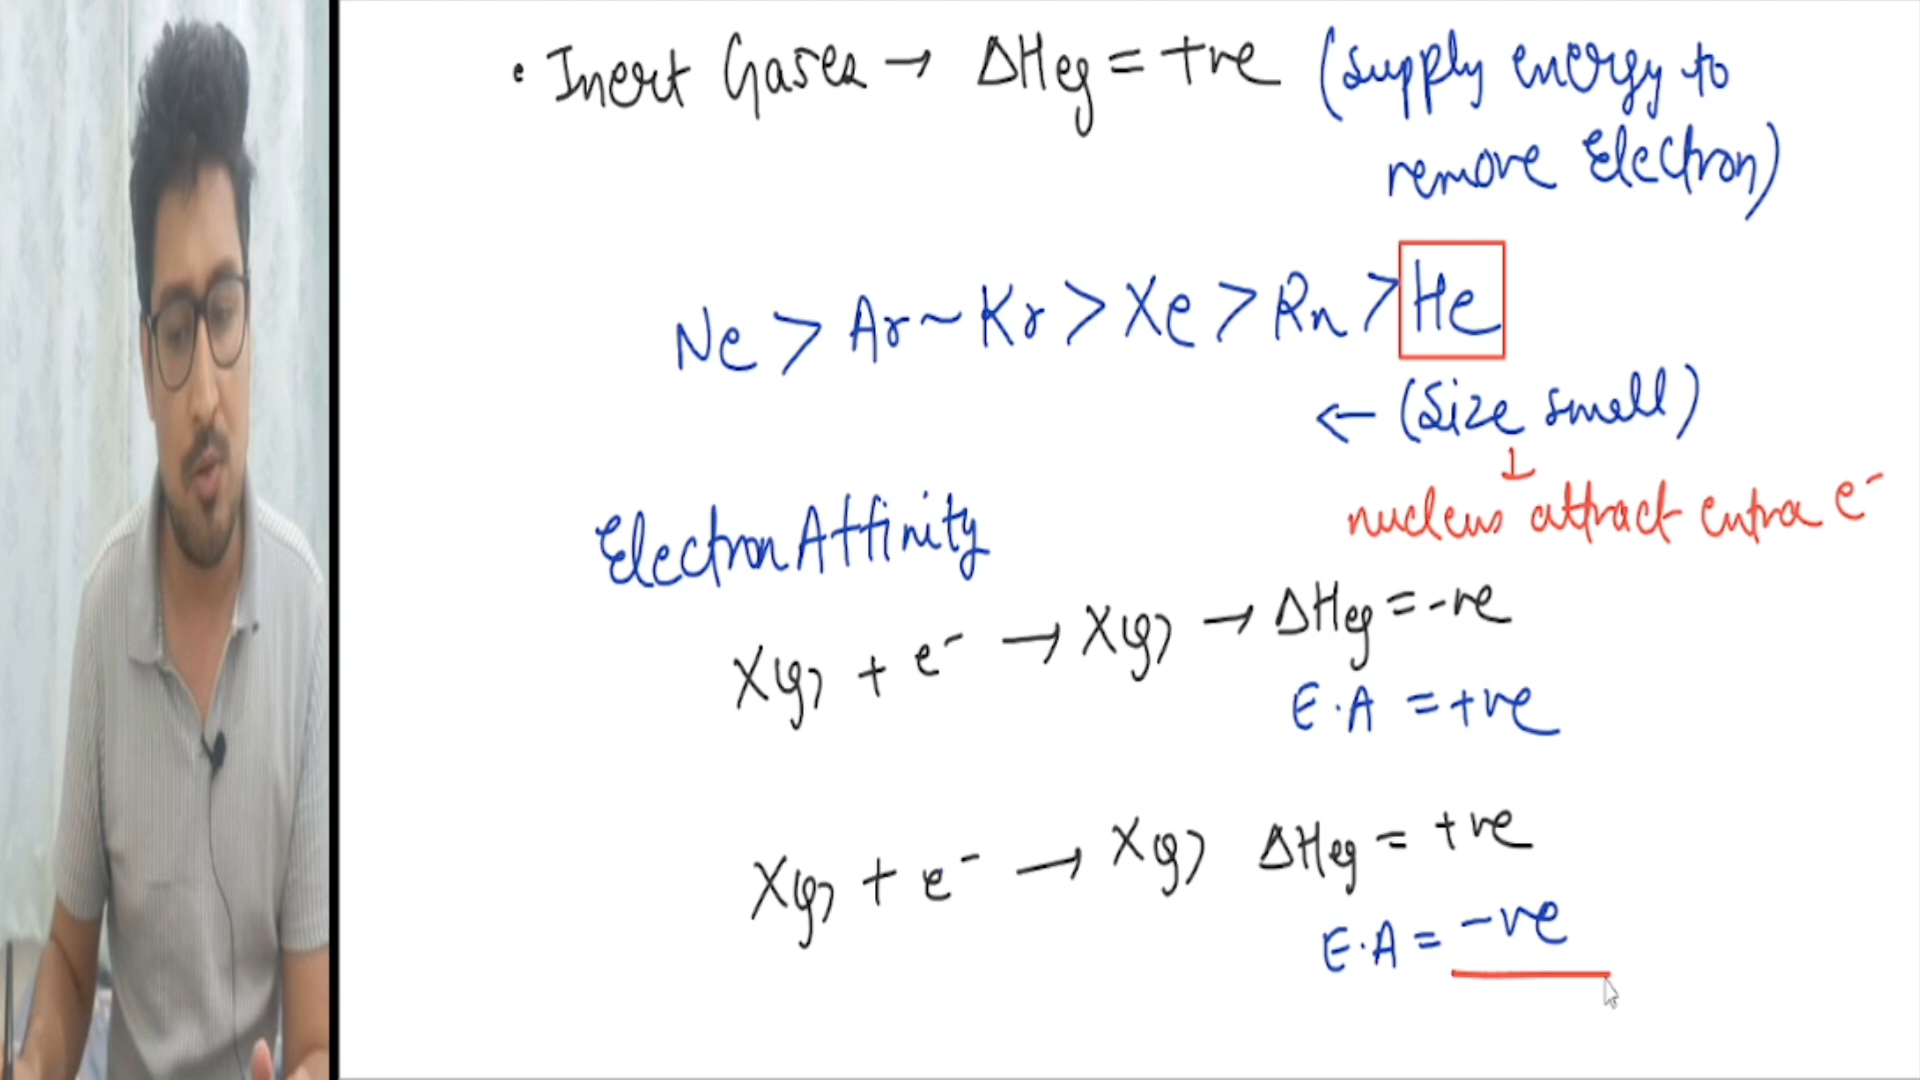 • Inert Gases → ΔHeg = +ve (supply energy to
remove Electron)
Ne > Ar ~ Kr > Xe > Rn > He
← (Size small)
↓
nucleus attract extra e⁻
Electron Affinity
X(g) + e⁻ → X(g) → ΔHeg = -ve
E.A = +ve
X(g) + e⁻ → X(g) ΔHeg = +ve
E.A = -ve